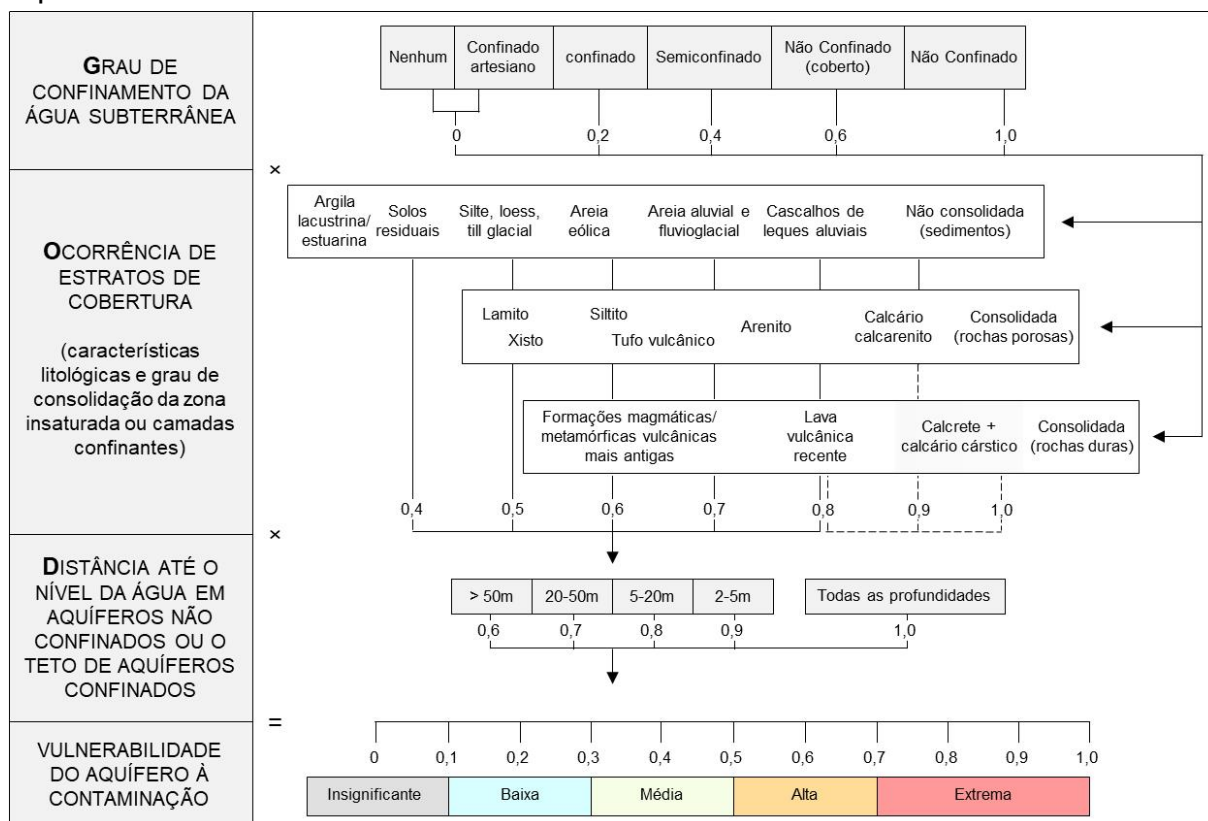 GRAU DE
CONFINAMENTO DA
ÁGUA SUBTERRÂNEA
Nenhum
Confinado
artesiano
confinado
Semiconfinado
Não Confinado
(coberto)
Não Confinado
0
0,2
0,4
0,6
1,0
×
OCORRÊNCIA DE
ESTRATOS DE
COBERTURA
(características
litológicas e grau de
consolidação da zona
insaturada ou camadas
confinantes)
Argila
lacustrina/
estuarina
Solos
residuais
Silte, loess,
till glacial
Areia
eólica
Areia aluvial e
fluvioglacial
Cascalhos de
leques aluviais
Não consolidada
(sedimentos)
Lamito
Xisto
Siltito
Tufo vulcânico
Arenito
Calcário
calcarenito
Consolidada
(rochas porosas)
Formações magmáticas/
metamórficas vulcânicas
mais antigas
Lava
vulcânica
recente
Calcrete +
calcário cárstico
Consolidada
(rochas duras)
0,4
0,5
0,6
0,7
0,8
0,9
1,0
×
DISTÂNCIA ATÉ O
NÍVEL DA ÁGUA EM
AQUÍFEROS NÃO
CONFINADOS OU O
TETO DE AQUÍFEROS
CONFINADOS
> 50m
20-50m
5-20m
2-5m
Todas as profundidades
0,6
0,7
0,8
0,9
1,0
=
VULNERABILIDADE
DO AQUÍFERO À
CONTAMINAÇÃO
0
0,1
0,2
0,3
0,4
0,5
0,6
0,7
0,8
0,9
1,0
Insignificante
Baixa
Média
Alta
Extrema